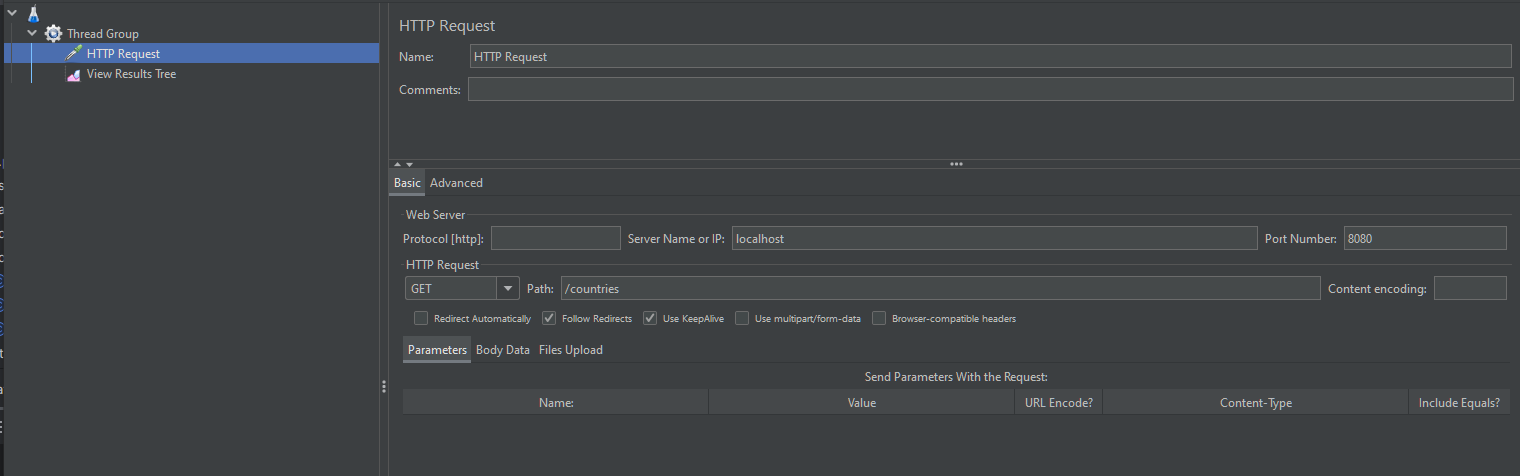 Thread Group
HTTP Request
View Results Tree
HTTP Request
Name: HTTP Request
Comments:
Basic Advanced
Web Server
Protocol [http]: Server Name or IP: localhost Port Number: 8080
HTTP Request
GET Path: /countries Content encoding:
Redirect Automatically Follow Redirects Use KeepAlive Use multipart/form-data Browser-compatible headers
Parameters Body Data Files Upload
Send Parameters With the Request:
Name: Value URL Encode? Content-Type Include Equals?